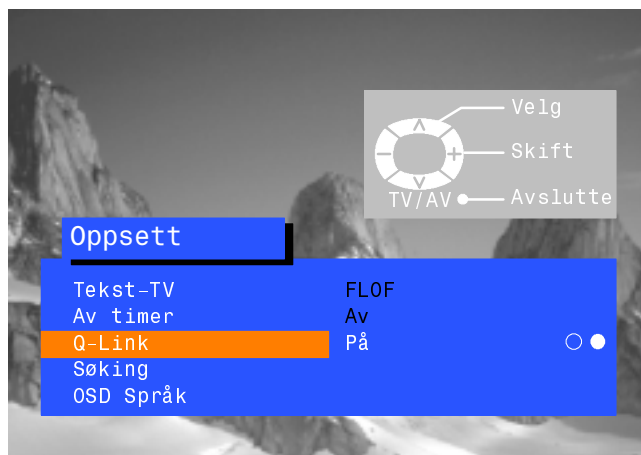 Velg
Skift
TV/AV Avslutte
Oppsett
Tekst-TV FLOF
Av timer Av
Q-Link På
Søking
OSD Språk